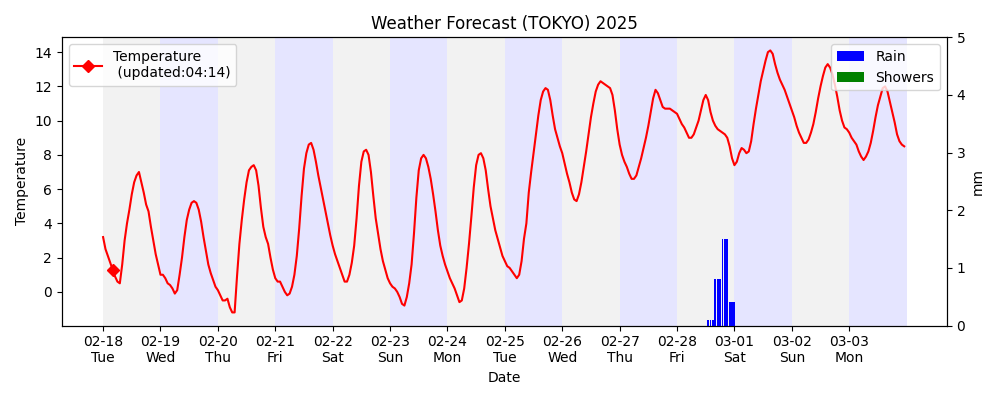 Weather Forecast (TOKYO) 2025
Temperature
(updated:04:14)
Rain
Showers
Temperature
14
12
10
8
6
4
2
0
5
4
3
2
1
0
mm
02-18 02-19 02-20 02-21 02-22 02-23 02-24 02-25 02-26 02-27 02-28 03-01 03-02 03-03
Tue Wed Thu Fri Sat Sun Mon Tue Wed Thu Fri Sat Sun Mon
Date